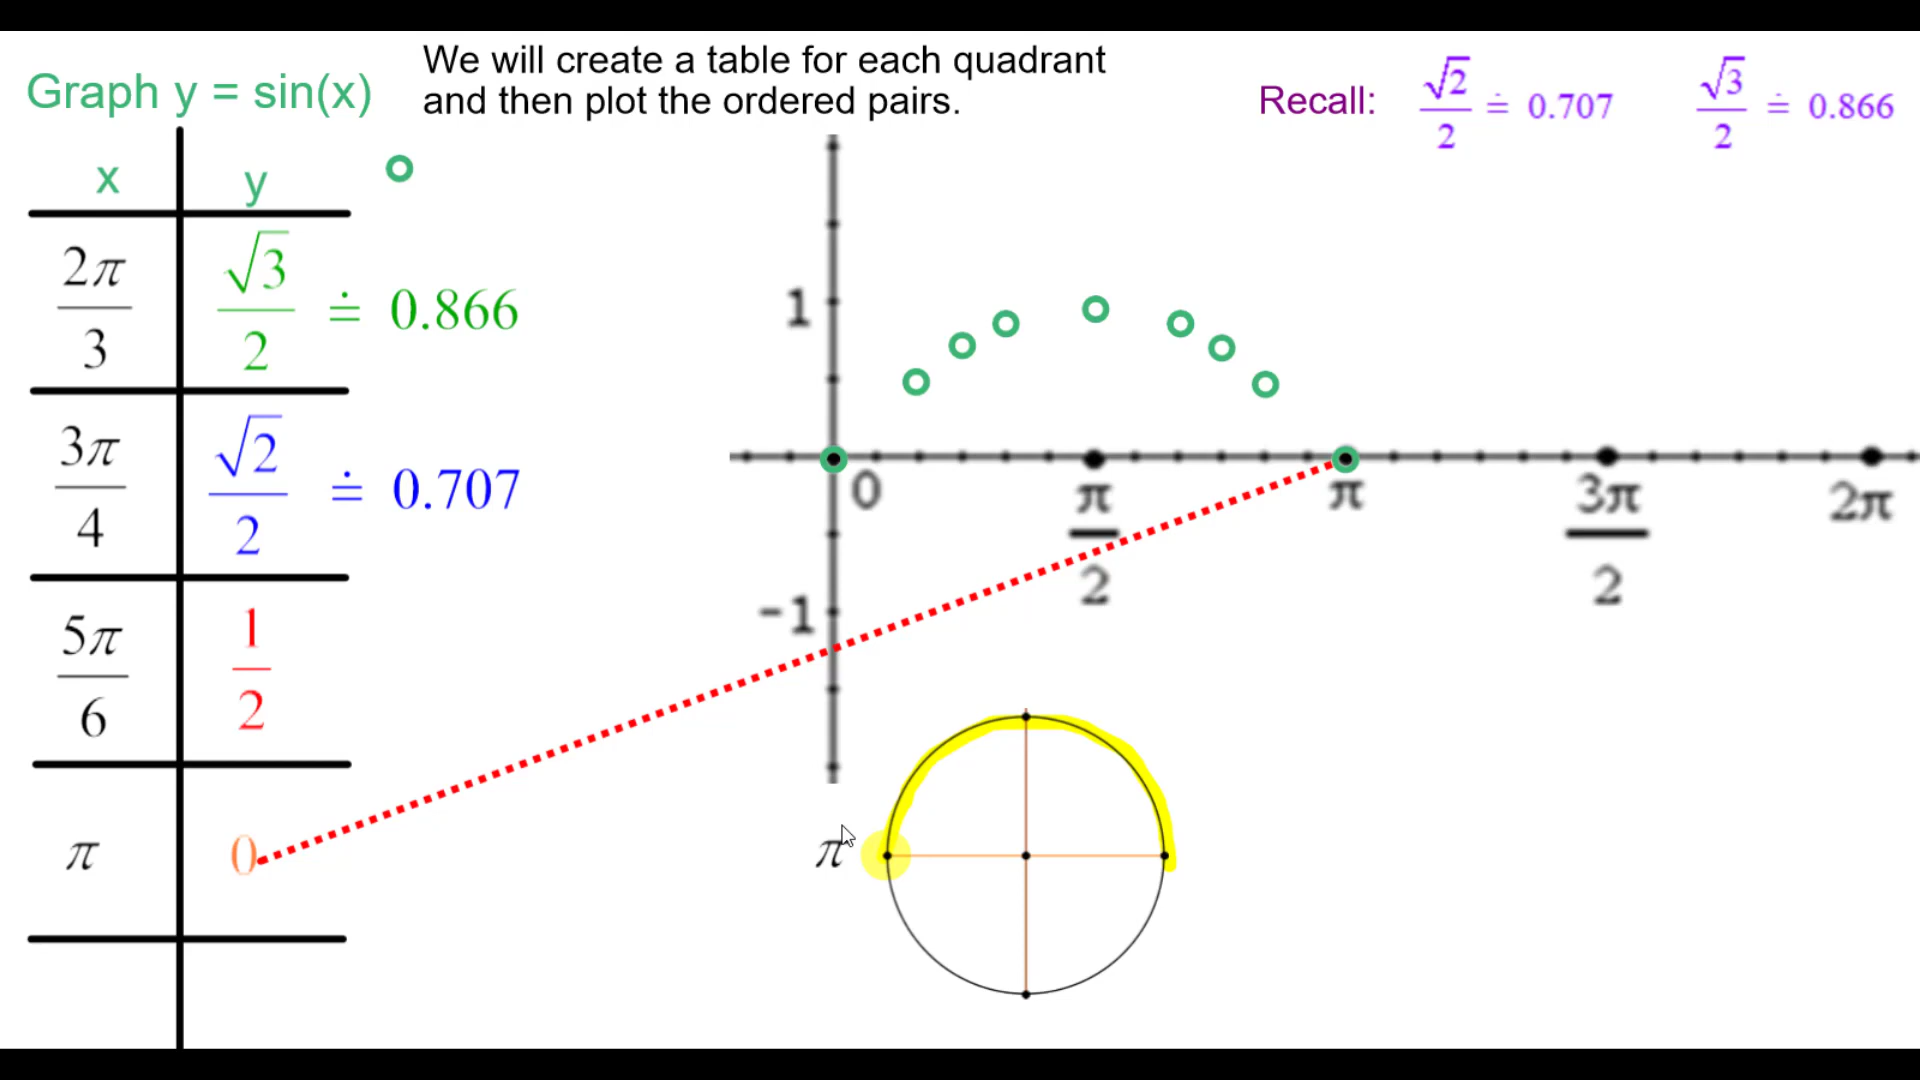 Graph y = sin(x)
We will create a table for each quadrant
and then plot the ordered pairs.
Recall: √2/2 ≐ 0.707 √3/2 ≐ 0.866
x y
2π/3 √3/2 ≐ 0.866
3π/4 √2/2 ≐ 0.707
5π/6 1/2
π 0
1
0 π/2 π 3π/2 2π
-1
π